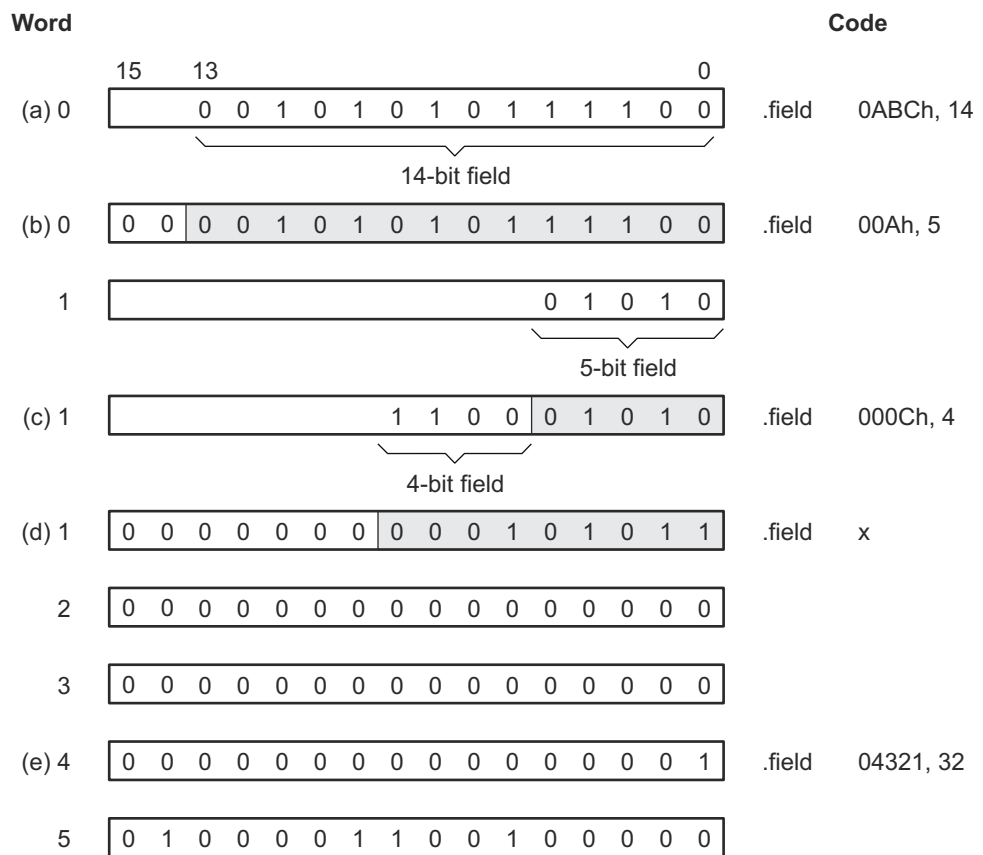 Word Code
15 13 0
(a) 0 0 0 1 0 1 0 1 0 1 1 1 1 0 0 .field 0ABCh, 14
14-bit field
(b) 0 0 0 0 0 1 0 1 0 1 0 1 1 1 1 0 0 .field 00Ah, 5
1 0 1 0 1 0
5-bit field
(c) 1 1 1 0 0 0 1 0 1 0 .field 000Ch, 4
4-bit field
(d) 1 0 0 0 0 0 0 0 0 0 0 1 0 1 0 1 1 .field x
2 0 0 0 0 0 0 0 0 0 0 0 0 0 0 0 0
3 0 0 0 0 0 0 0 0 0 0 0 0 0 0 0 0
(e) 4 0 0 0 0 0 0 0 0 0 0 0 0 0 0 0 1 .field 04321, 32
5 0 1 0 0 0 0 1 1 0 0 1 0 0 0 0 0